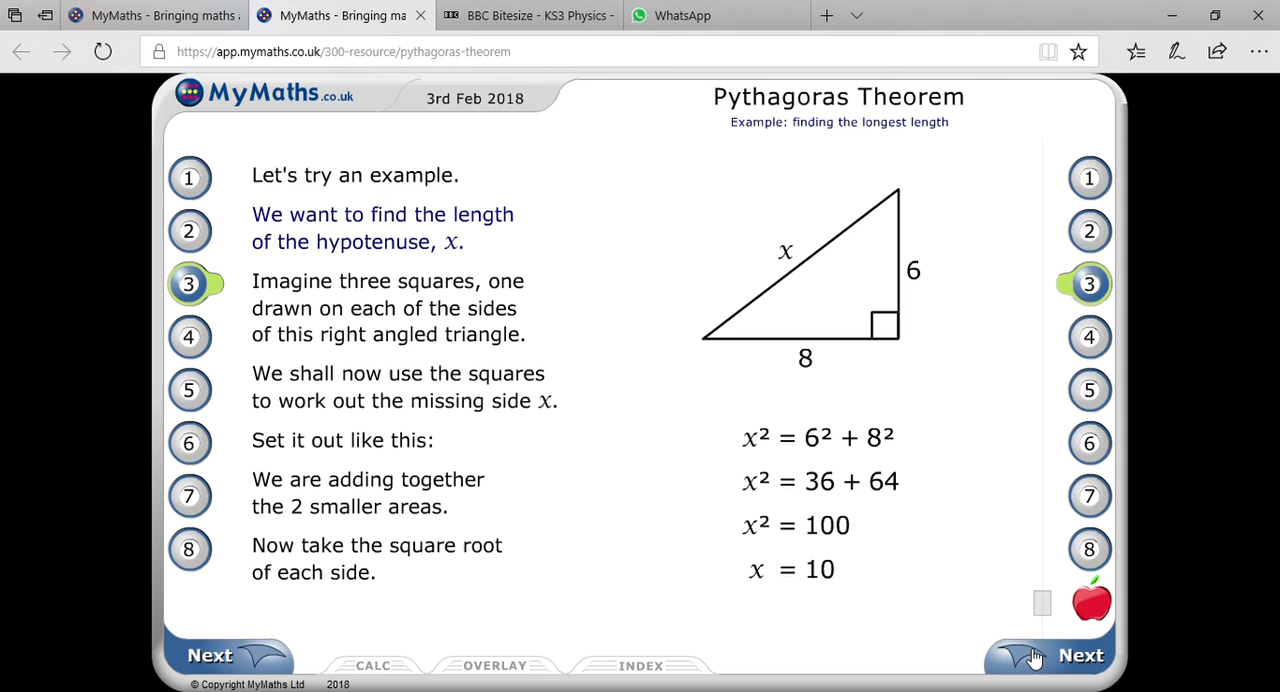 MyMaths - Bringing maths a
MyMaths - Bringing ma
BBC Bitesize - KS3 Physics -
WhatsApp
https://app.mymaths.co.uk/300-resource/pythagoras-theorem
MyMaths.co.uk
3rd Feb 2018
Pythagoras Theorem
Example: finding the longest length
1
2
3
4
5
6
7
8
Let's try an example.
We want to find the length
of the hypotenuse, x.
Imagine three squares, one
drawn on each of the sides
of this right angled triangle.
We shall now use the squares
to work out the missing side x.
Set it out like this:
We are adding together
the 2 smaller areas.
Now take the square root
of each side.
x
6
8
x² = 6² + 8²
x² = 36 + 64
x² = 100
x = 10
1
2
3
4
5
6
7
8
Next
CALC
OVERLAY
INDEX
Next
© Copyright MyMaths Ltd 2018